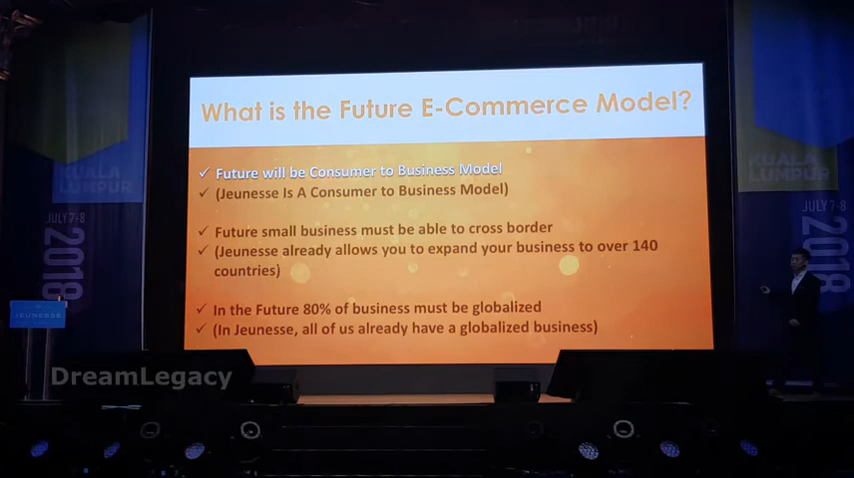 What is the Future E-Commerce Model?
✓ Future will be Consumer to Business Model
✓ (Jeunesse Is A Consumer to Business Model)
✓ Future small business must be able to cross border
✓ (Jeunesse already allows you to expand your business to over 140
countries)
✓ In the Future 80% of business must be globalized
✓ (In Jeunesse, all of us already have a globalized business)
KUALA
LUMPUR
JULY 7-8
2018
KUALA
LUMPUR
JULY 7-8
2018
JEUNESSE
DreamLegacy